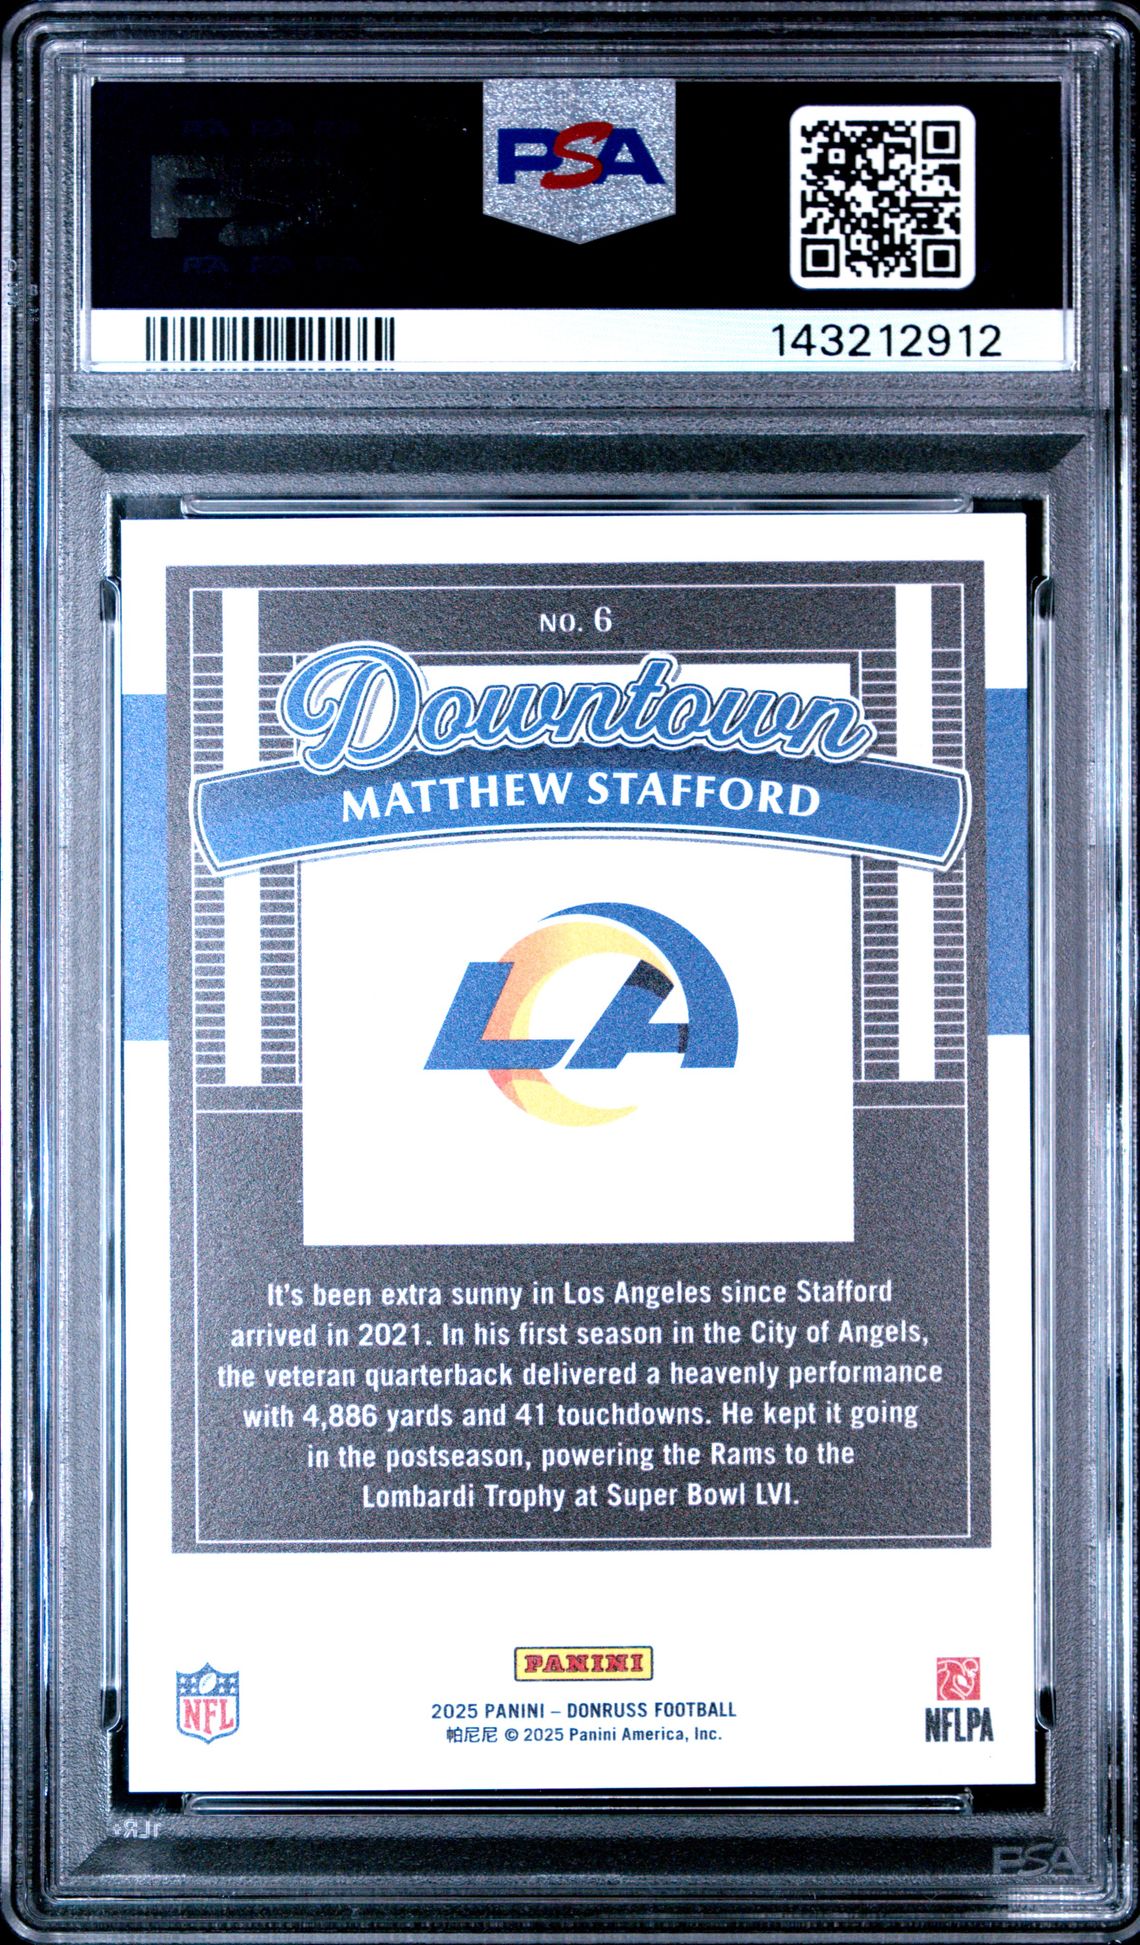 PSA
143212912
NO. 6
Downtown
MATTHEW STAFFORD
LA
It's been extra sunny in Los Angeles since Stafford
arrived in 2021. In his first season in the City of Angels,
the veteran quarterback delivered a heavenly performance
with 4,886 yards and 41 touchdowns. He kept it going
in the postseason, powering the Rams to the
Lombardi Trophy at Super Bowl LVI.
NFL
PANINI
NFLPA
2025 PANINI – DONRUSS FOOTBALL
帕尼尼 © 2025 Panini America, Inc.
PSA